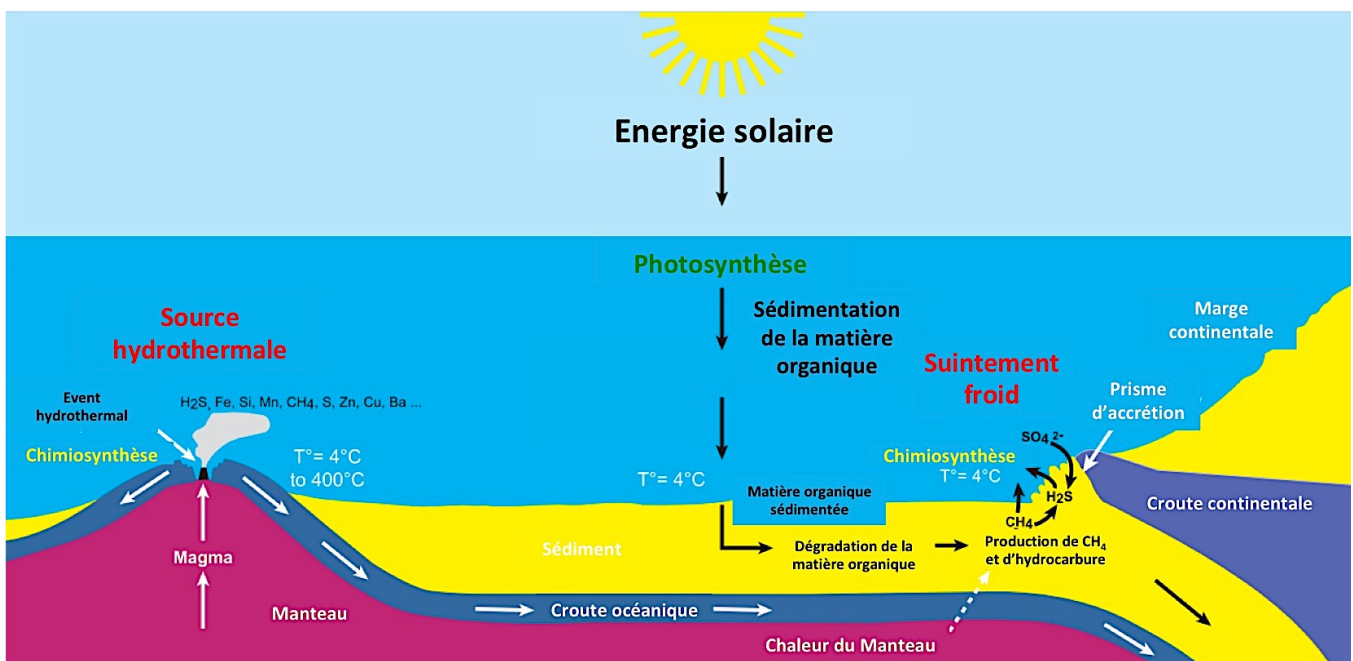 Energie solaire
Photosynthèse
Sédimentation
de la matière
organique
Source
hydrothermale
Event
hydrothermal
H2S, Fe, Si, Mn, CH4, S, Zn, Cu, Ba ...
Chimiosynthèse
T°= 4°C
to 400°C
T°= 4°C
Matière organique
sédimentée
Suintement
froid
Marge
continentale
Prisme
d'accrétion
SO4 2-
Chimiosynthèse
T°= 4°C
H2S
CH4
Croute continentale
Magma
Sédiment
Dégradation de la
matière organique
Production de CH4
et d'hydrocarbure
Manteau
Croute océanique
Chaleur du Manteau